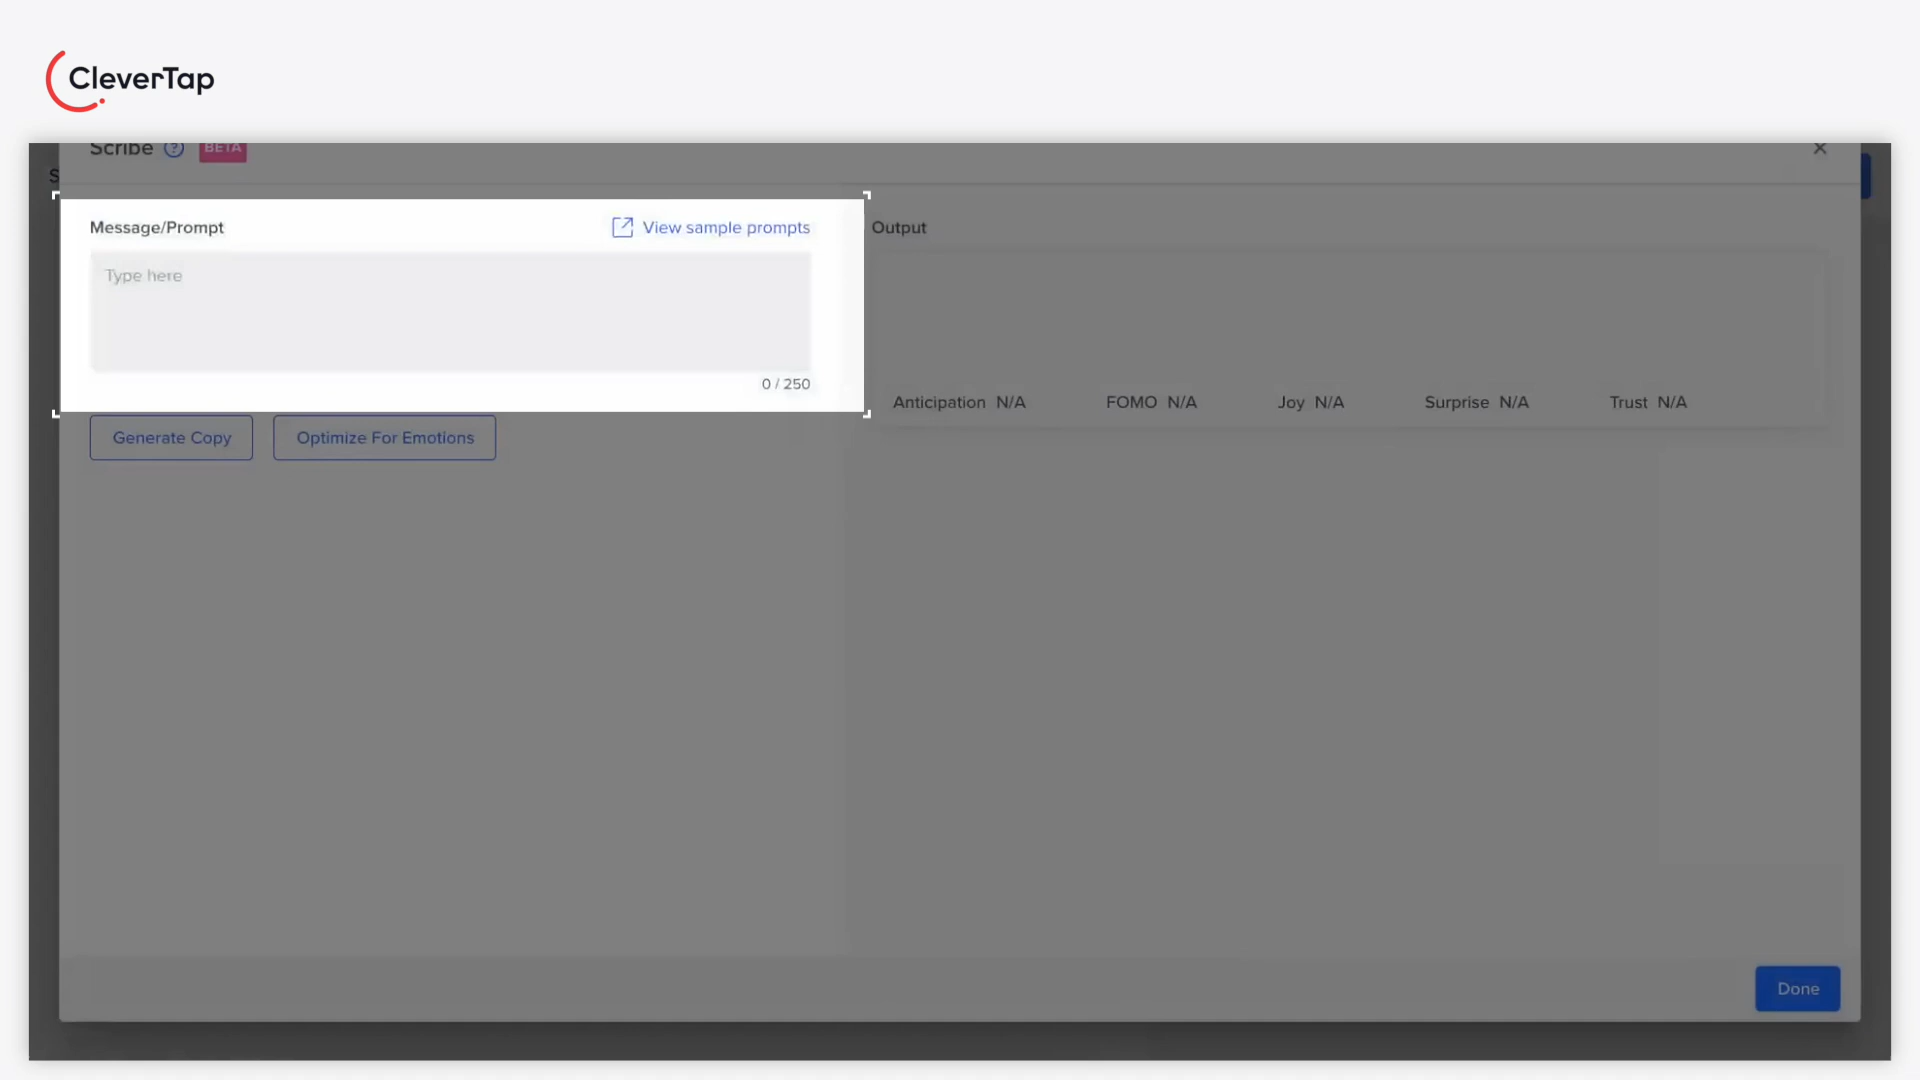 CleverTap
Scribe ? BETA
S
Message/Prompt
View sample prompts
Type here
0 / 250
Generate Copy
Optimize For Emotions
Output
Anticipation N/A
FOMO N/A
Joy N/A
Surprise N/A
Trust N/A
Done